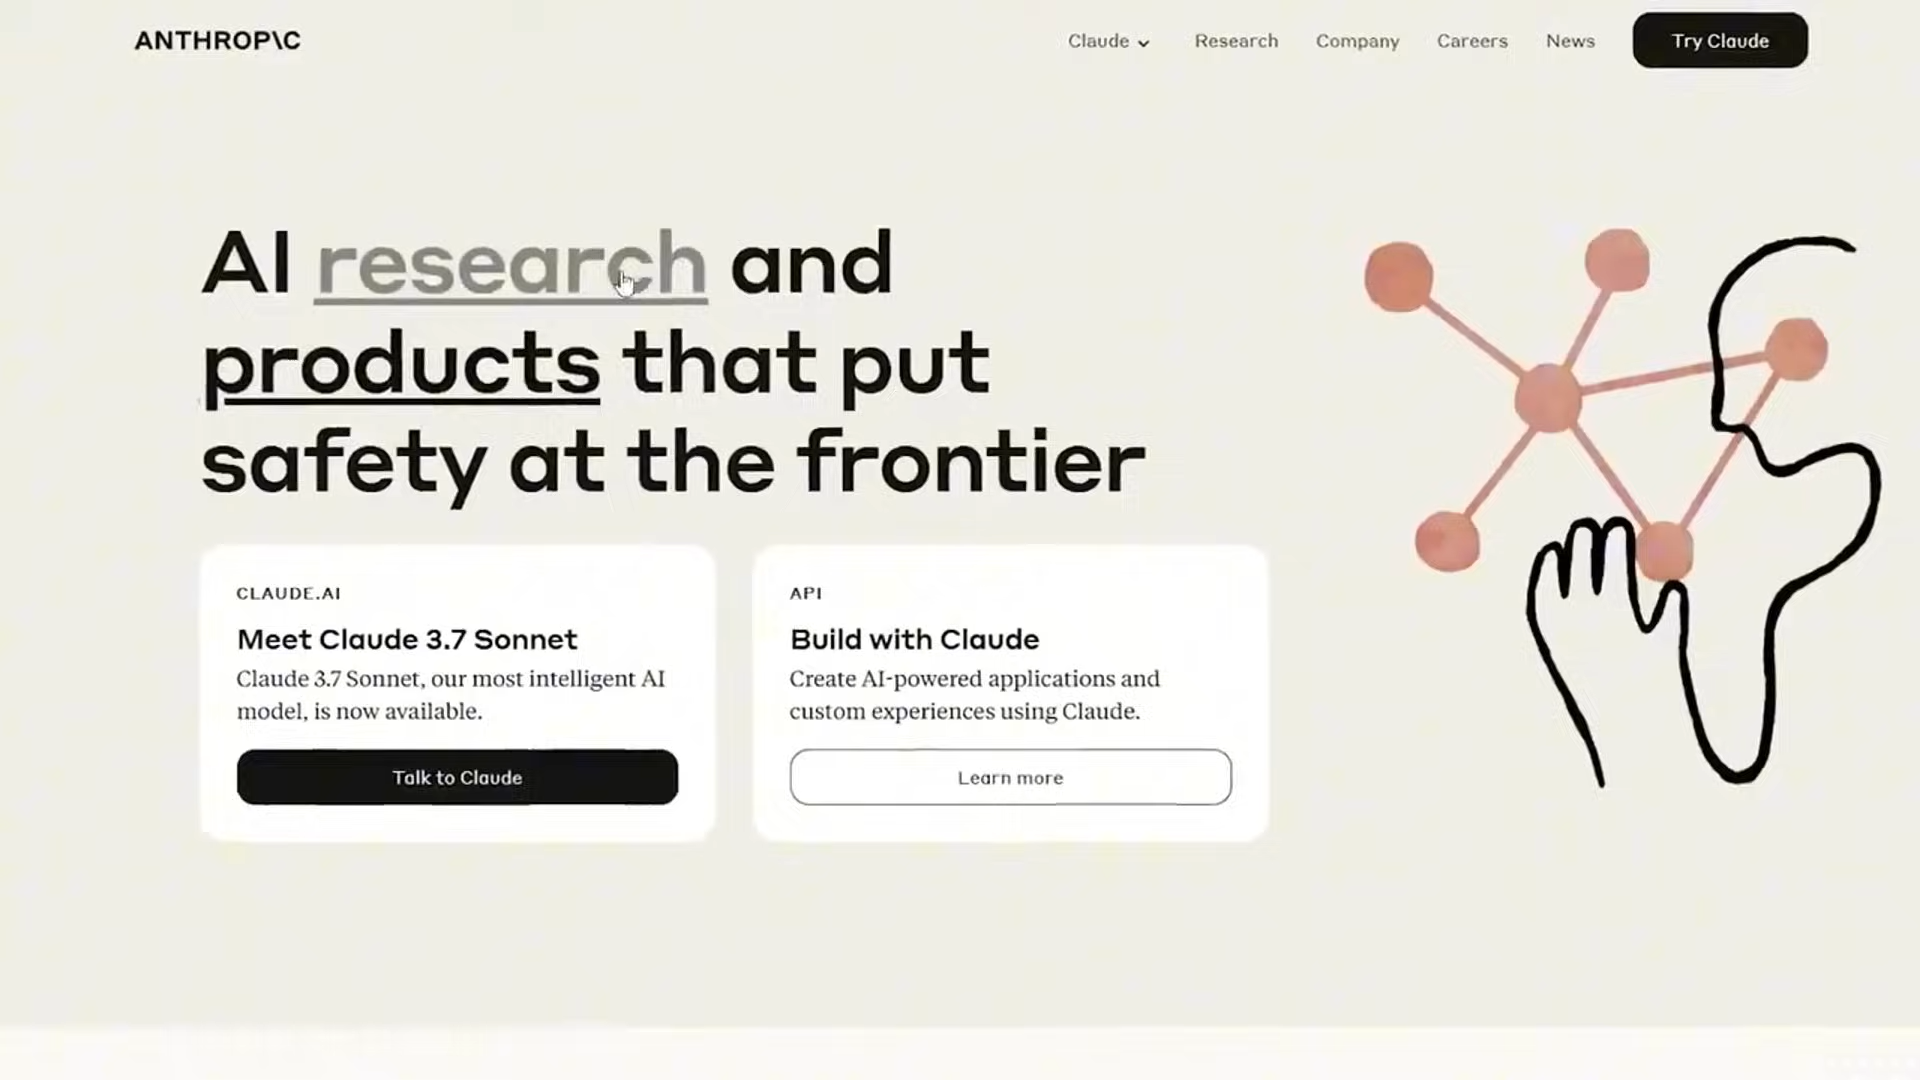 ANTHROP\C
Claude
Research
Company
Careers
News
Try Claude
AI research and
products that put
safety at the frontier
CLAUDE.AI
Meet Claude 3.7 Sonnet
Claude 3.7 Sonnet, our most intelligent AI
model, is now available.
Talk to Claude
API
Build with Claude
Create AI-powered applications and
custom experiences using Claude.
Learn more